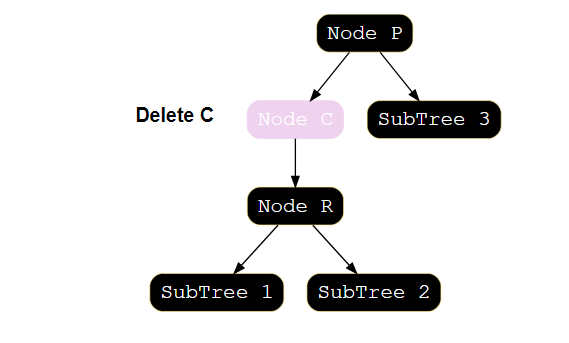 Node P
Delete C
Node C
SubTree 3
Node R
SubTree 1
SubTree 2